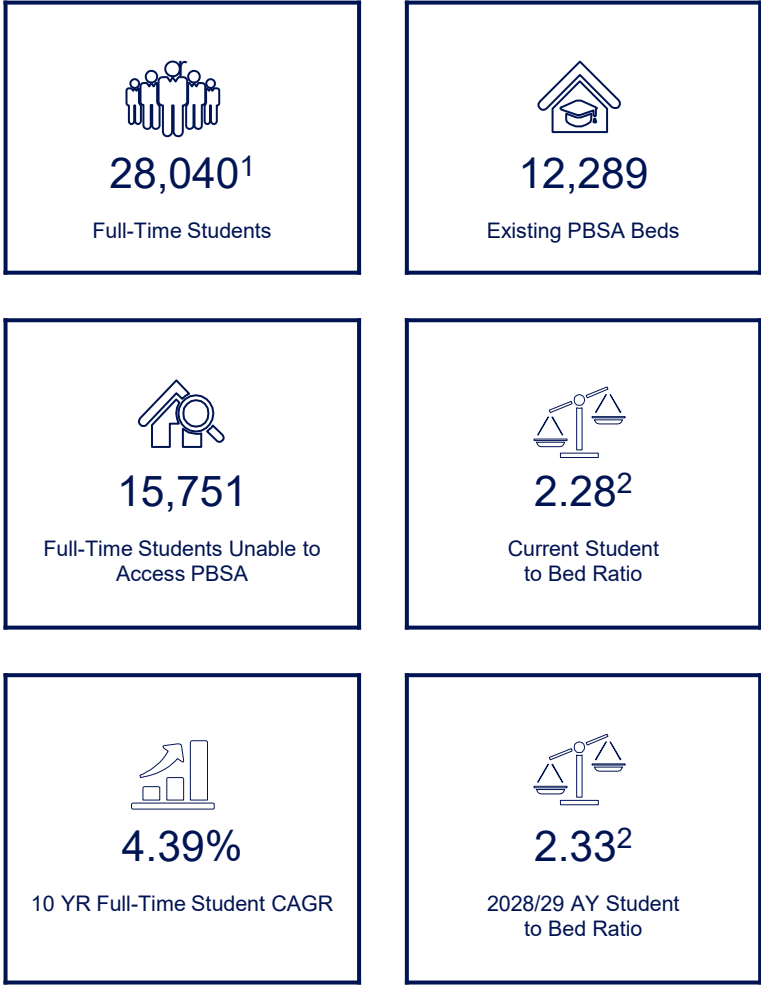 28,040¹
Full-Time Students
12,289
Existing PBSA Beds
15,751
Full-Time Students Unable to
Access PBSA
2.28²
Current Student
to Bed Ratio
4.39%
10 YR Full-Time Student CAGR
2.33²
2028/29 AY Student
to Bed Ratio